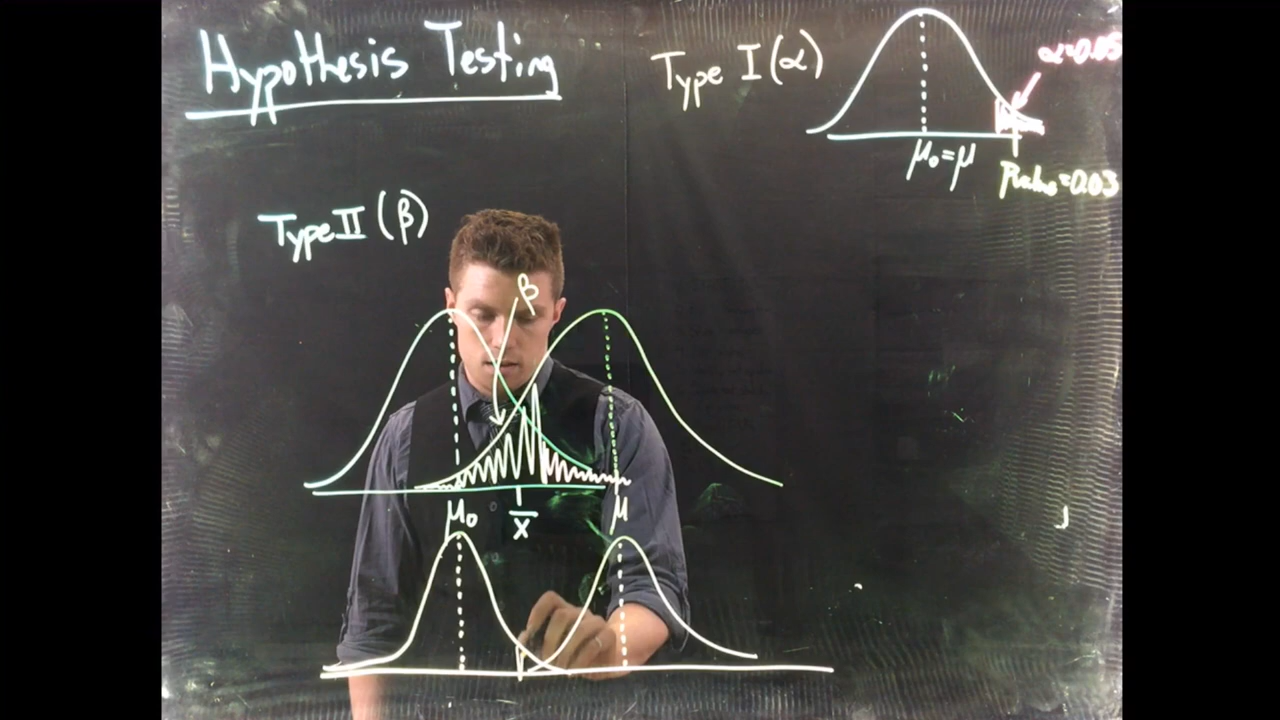 Hypothesis Testing
Type I (α)
α=0.05
μ₀=μ
Pvalue=0.03
Type II (β)
β
μ₀
x̄
μ